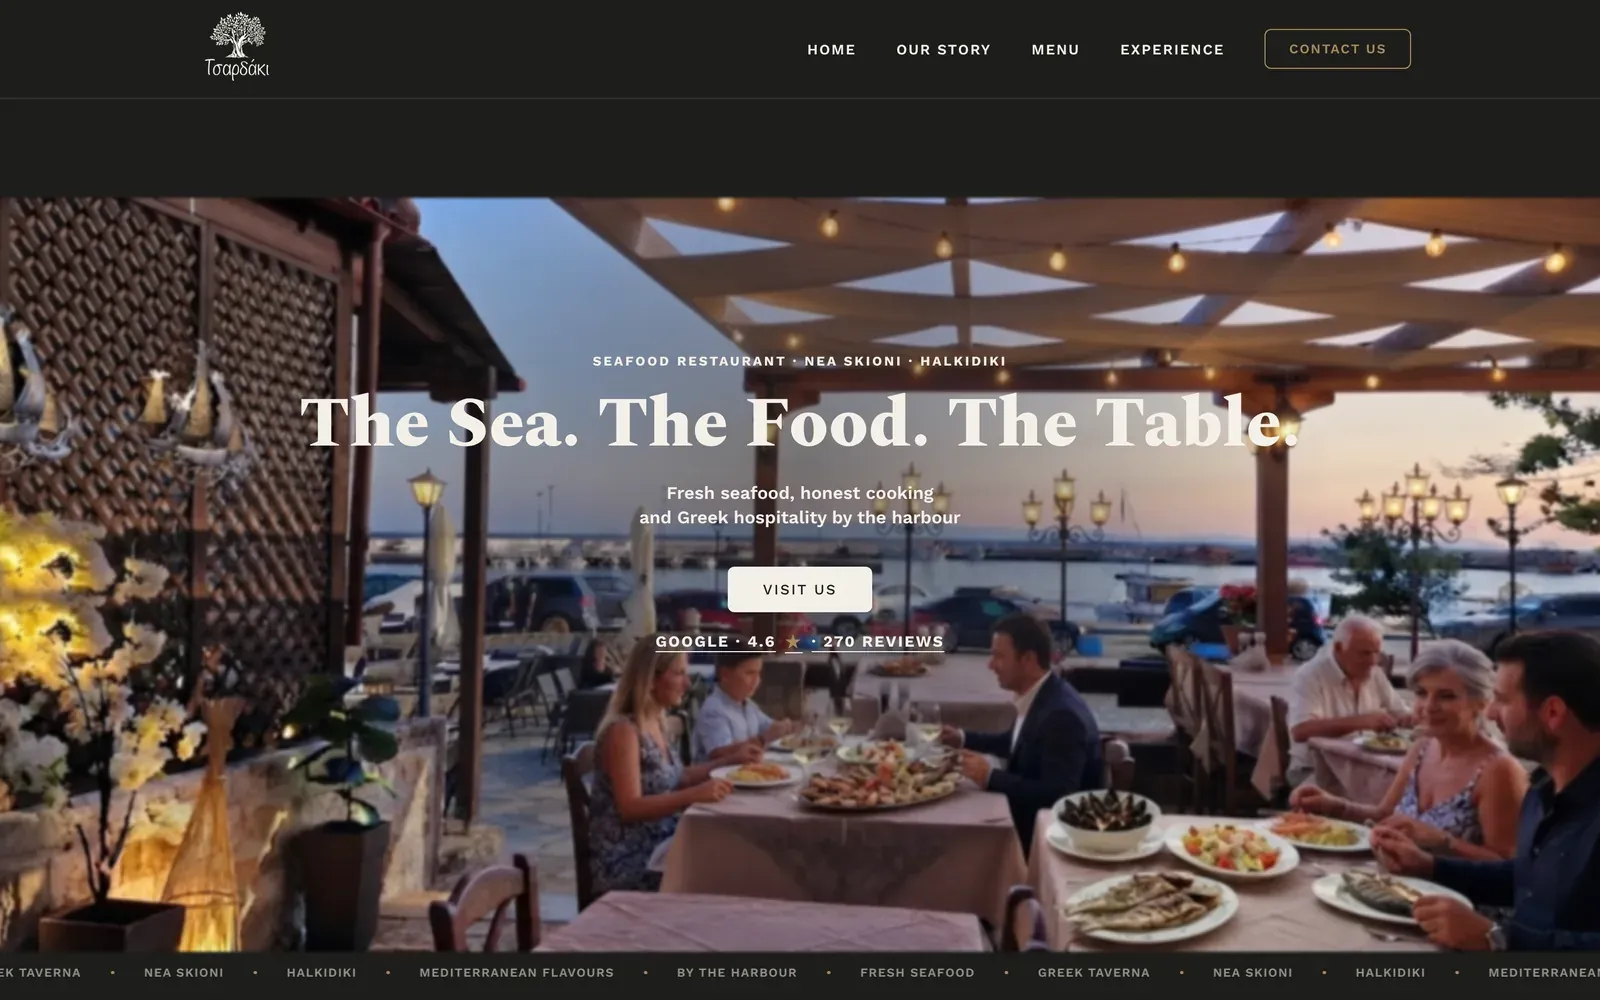 Τσαρδάκι
HOME
OUR STORY
MENU
EXPERIENCE
CONTACT US
SEAFOOD RESTAURANT · NEA SKIONI · HALKIDIKI
The Sea. The Food. The Table.
Fresh seafood, honest cooking
and Greek hospitality by the harbour
VISIT US
GOOGLE · 4.6 ★ · 270 REVIEWS
EK TAVERNA • NEA SKIONI • HALKIDIKI • MEDITERRANEAN FLAVOURS • BY THE HARBOUR • FRESH SEAFOOD • GREEK TAVERNA • NEA SKIONI • HALKIDIKI • MEDITERRANEAN